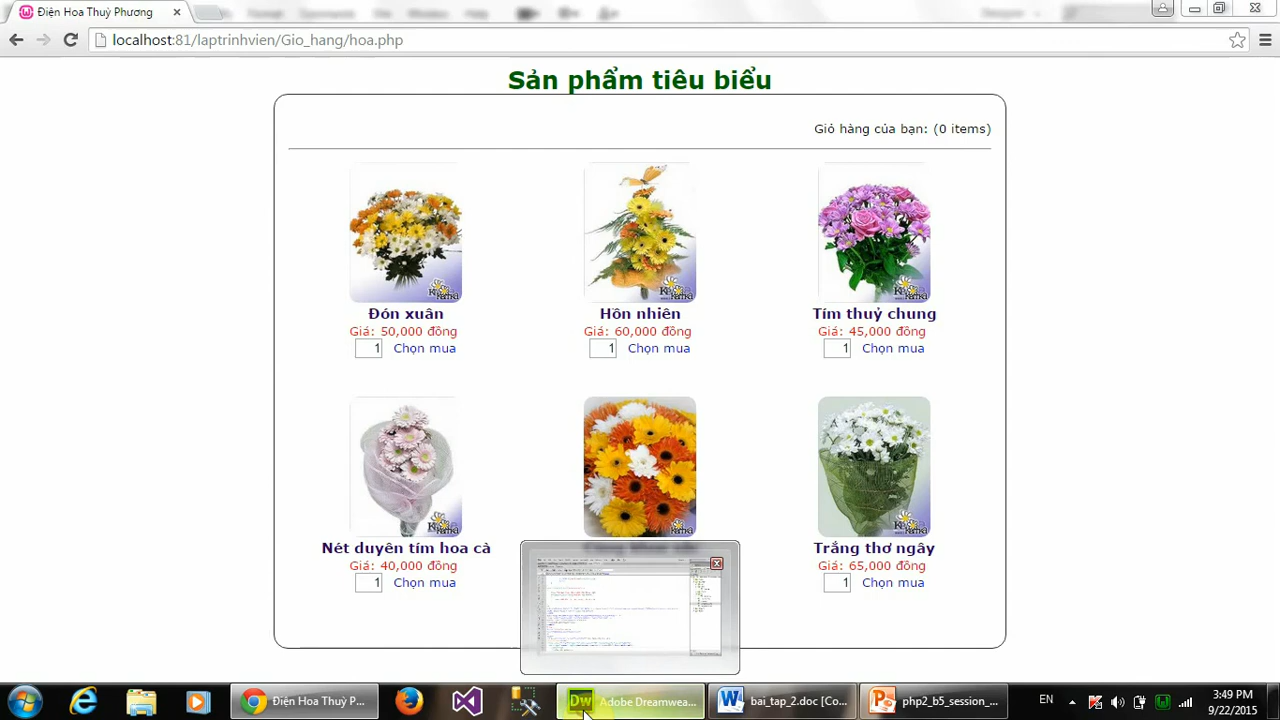 Điện Hoa Thuỷ Phương
localhost:81/laptrinhvien/Gio_hang/hoa.php
Sản phẩm tiêu biểu
Giỏ hàng của bạn: (0 items)
Đón xuân
Giá: 50,000 đồng
1 Chọn mua
Hồn nhiên
Giá: 60,000 đồng
1 Chọn mua
Tím thuỷ chung
Giá: 45,000 đồng
1 Chọn mua
Nét duyên tím hoa cà
Giá: 40,000 đồng
1 Chọn mua
Trắng thơ ngây
Giá: 65,000 đồng
1 Chọn mua
Điện Hoa Thuỷ P...
Dw Adobe Dreamwea...
bai_tap_2.doc [Co...
php2_b5_session_...
EN
3:49 PM
9/22/2015